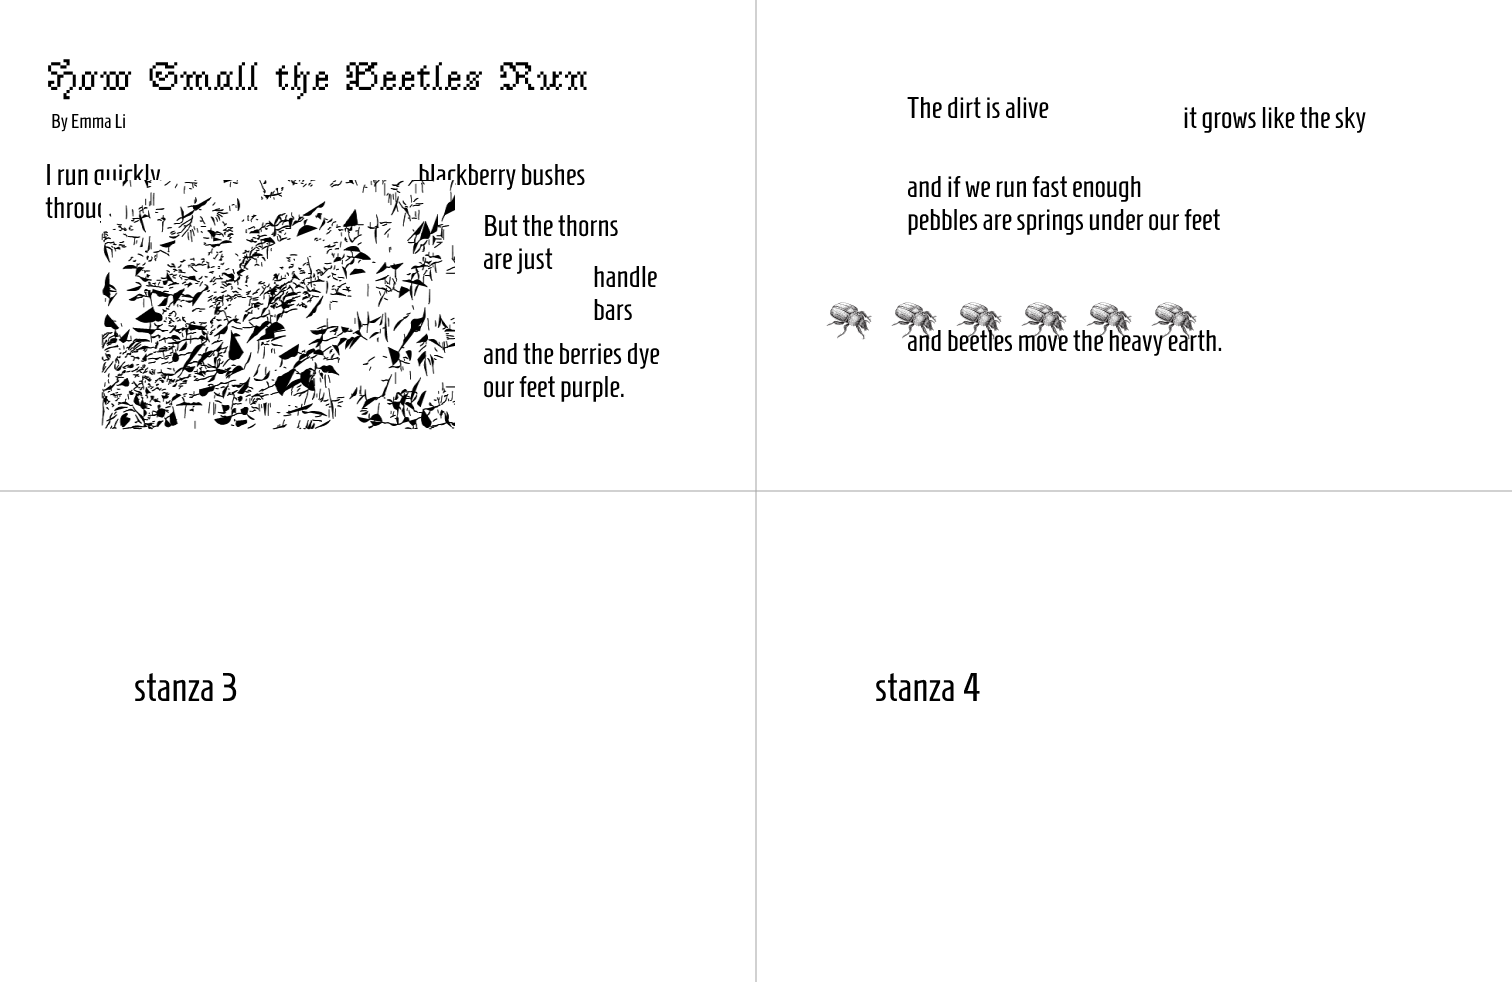 How Small the Beetles Run
By Emma Li
I run quickly
throug
blackberry bushes
But the thorns
are just
handle
bars
and the berries dye
our feet purple.
The dirt is alive
it grows like the sky
and if we run fast enough
pebbles are springs under our feet
and beetles move the heavy earth.
stanza 3
stanza 4